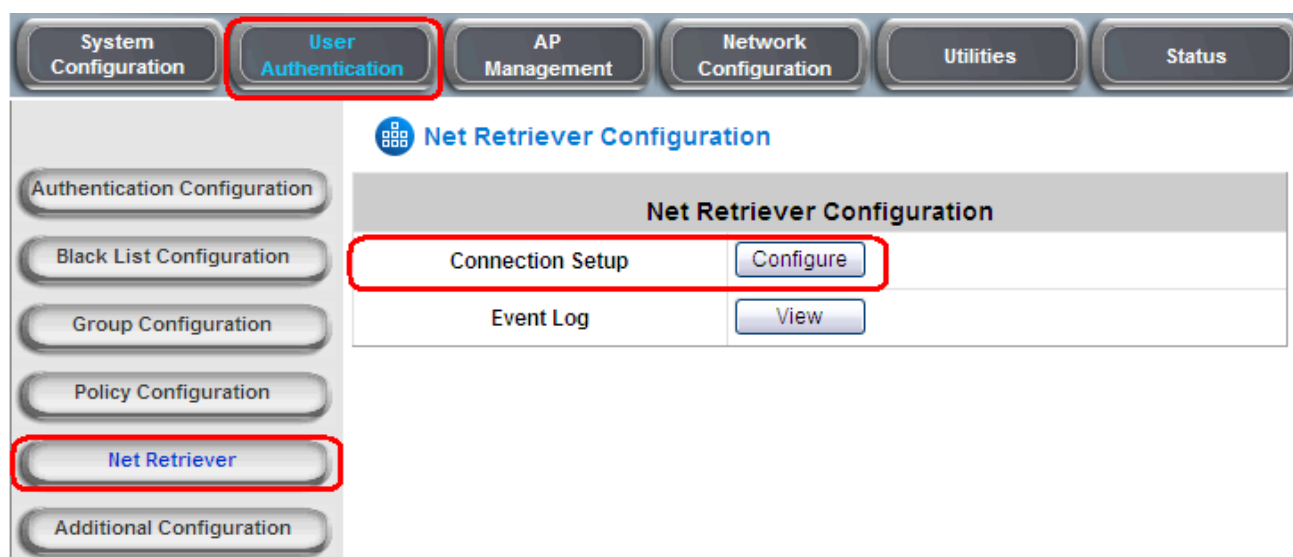 System Configuration
User Authentication
AP Management
Network Configuration
Utilities
Status
Net Retriever Configuration
Authentication Configuration
Black List Configuration
Group Configuration
Policy Configuration
Net Retriever
Additional Configuration
Net Retriever Configuration
Connection Setup Configure
Event Log View